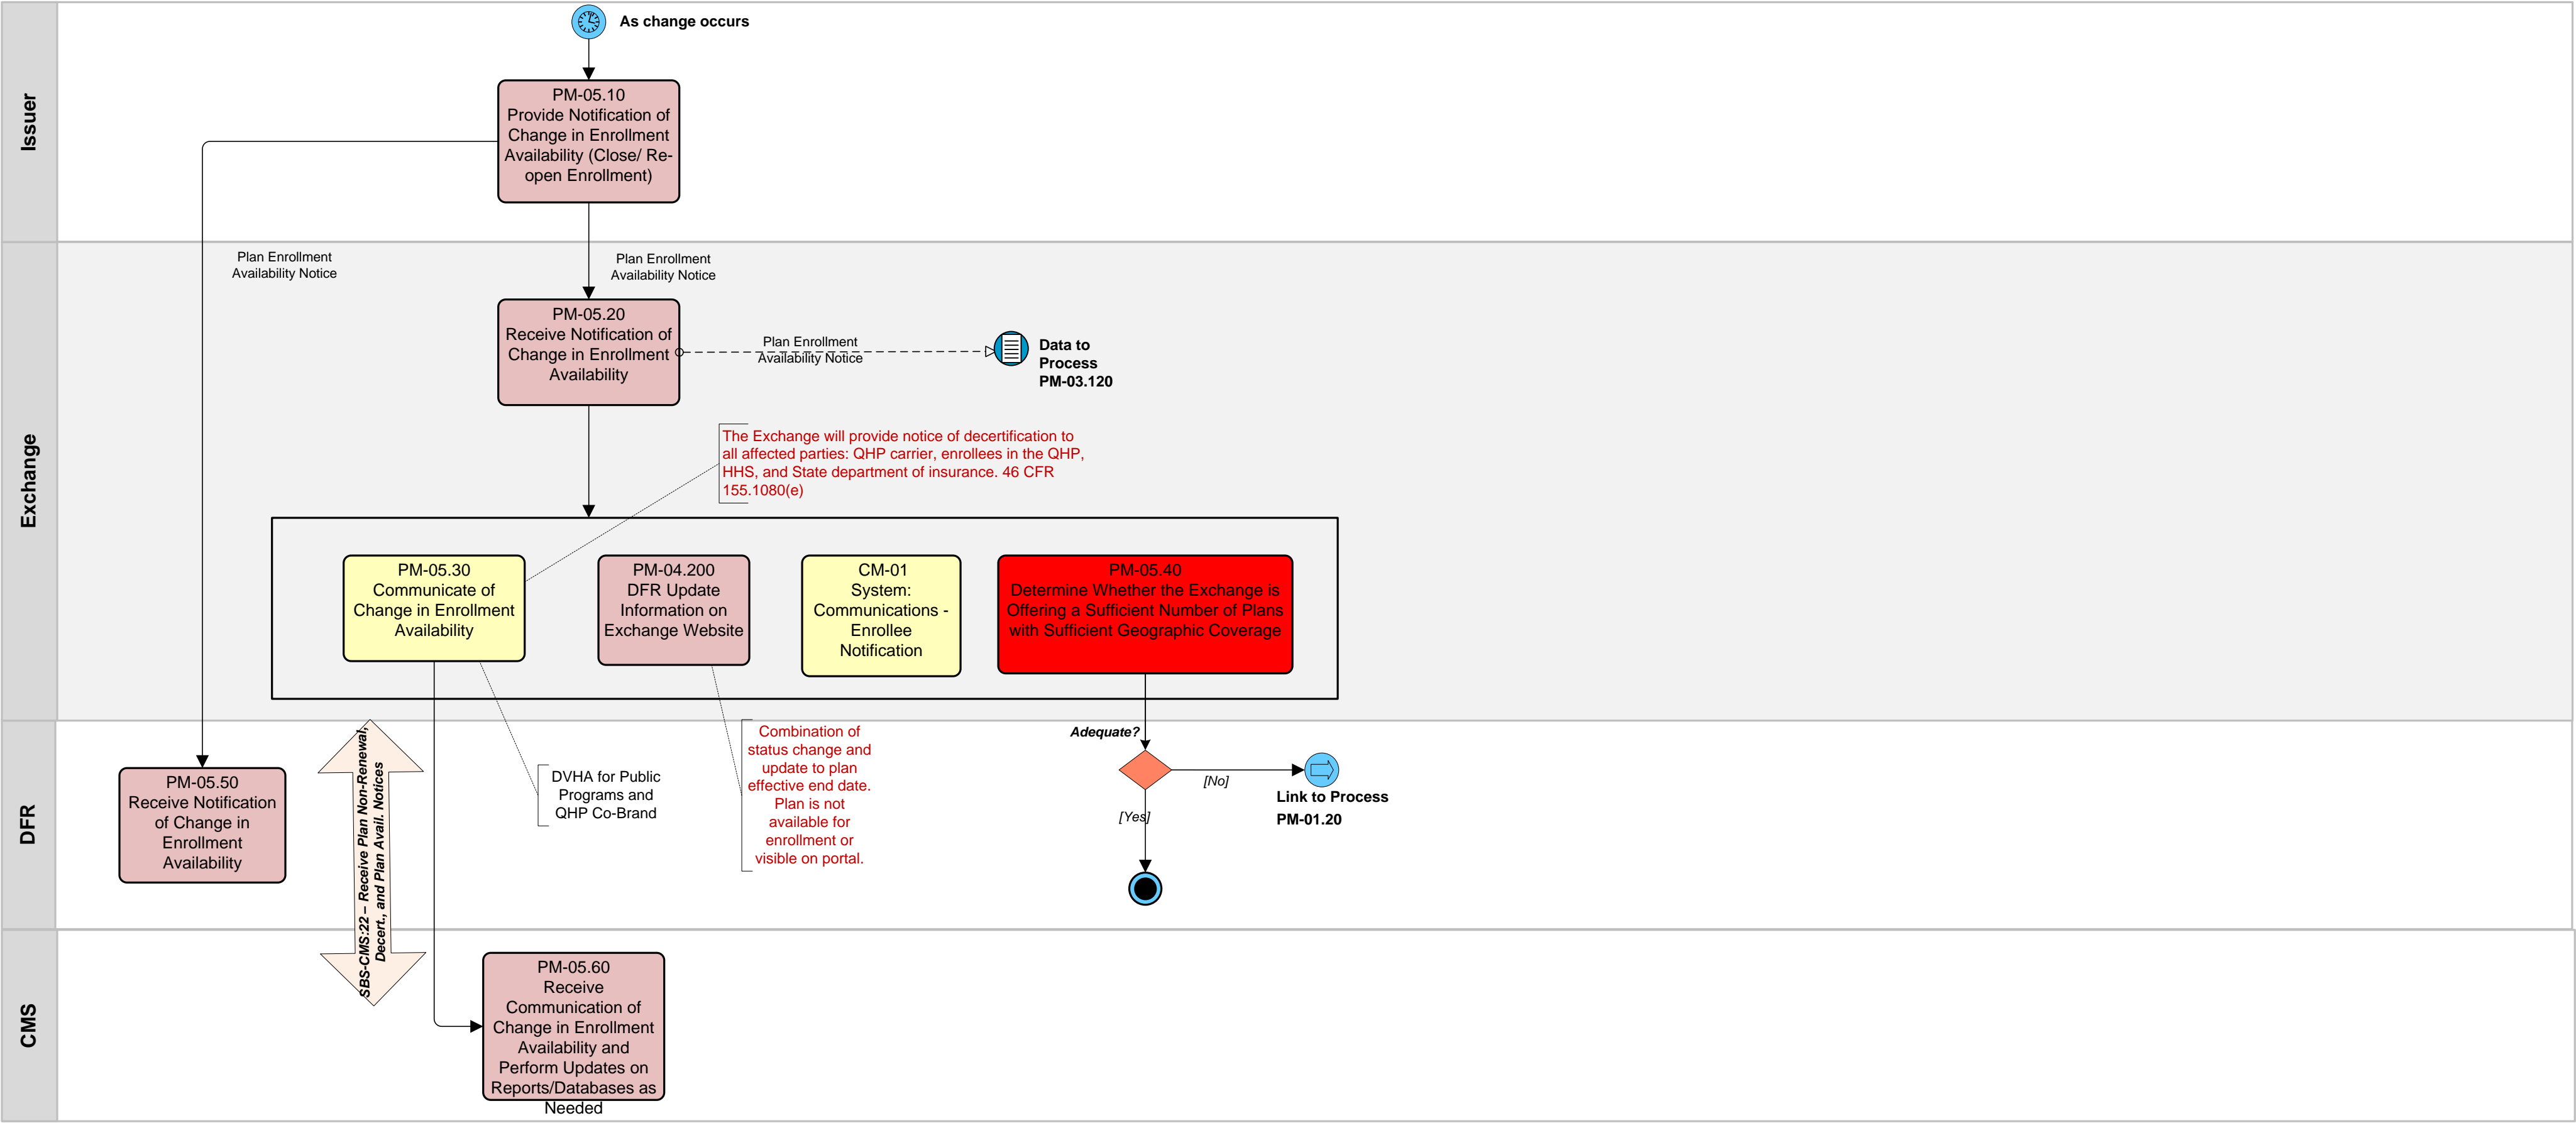 As change occurs
Issuer
PM-05.10
Provide Notification of
Change in Enrollment
Availability (Close/ Re-
open Enrollment)
Plan Enrollment
Availability Notice
Plan Enrollment
Availability Notice
Exchange
PM-05.20
Receive Notification of
Change in Enrollment
Availability
Plan Enrollment
Availability Notice
Data to
Process
PM-03.120
The Exchange will provide notice of decertification to
all affected parties: QHP carrier, enrollees in the QHP,
HHS, and State department of insurance. 46 CFR
155.1080(e)
PM-05.30
Communicate of
Change in Enrollment
Availability
PM-04.200
DFR Update
Information on
Exchange Website
CM-01
System:
Communications -
Enrollee
Notification
PM-05.40
Determine Whether the Exchange is
Offering a Sufficient Number of Plans
with Sufficient Geographic Coverage
DFR
PM-05.50
Receive Notification
of Change in
Enrollment
Availability
SBS-CMS:22 – Receive Plan Non-Renewal,
Decert., and Plan Avail. Notices
DVHA for Public
Programs and
QHP Co-Brand
Combination of
status change and
update to plan
effective end date.
Plan is not
available for
enrollment or
visible on portal.
Adequate?
[No]
Link to Process
PM-01.20
[Yes]
CMS
PM-05.60
Receive
Communication of
Change in Enrollment
Availability and
Perform Updates on
Reports/Databases as
Needed